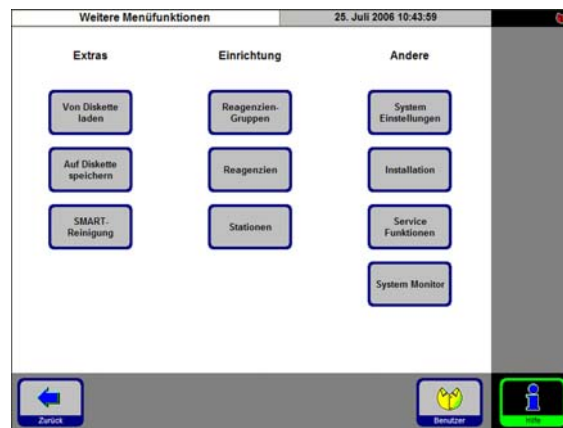 Weitere Menüfunktionen
25. Juli 2006 10:43:59
Extras
Einrichtung
Andere
Von Diskette
laden
Reagenzien-
Gruppen
System
Einstellungen
Auf Diskette
speichern
Reagenzien
Installation
SMART-
Reinigung
Stationen
Service
Funktionen
System Monitor
Zurück
Benutzer
Hilfe